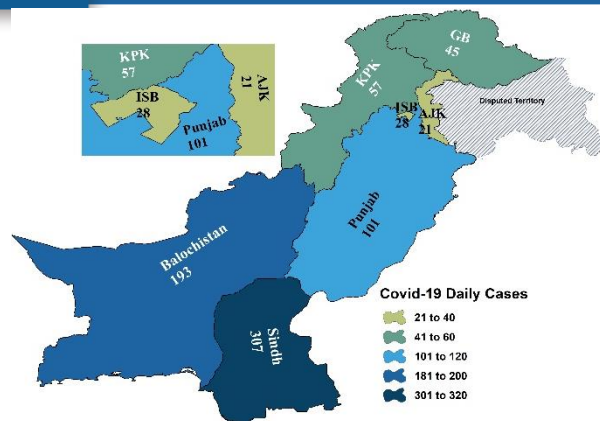 KPK
57
ISB
28
Punjab
101
AJK
21
GB
45
KPK
57
Disputed Territory
ISB
28
AJK
21
Punjab
101
Balochistan
193
Sindh
307
Covid-19 Daily Cases
21 to 40
41 to 60
101 to 120
181 to 200
301 to 320